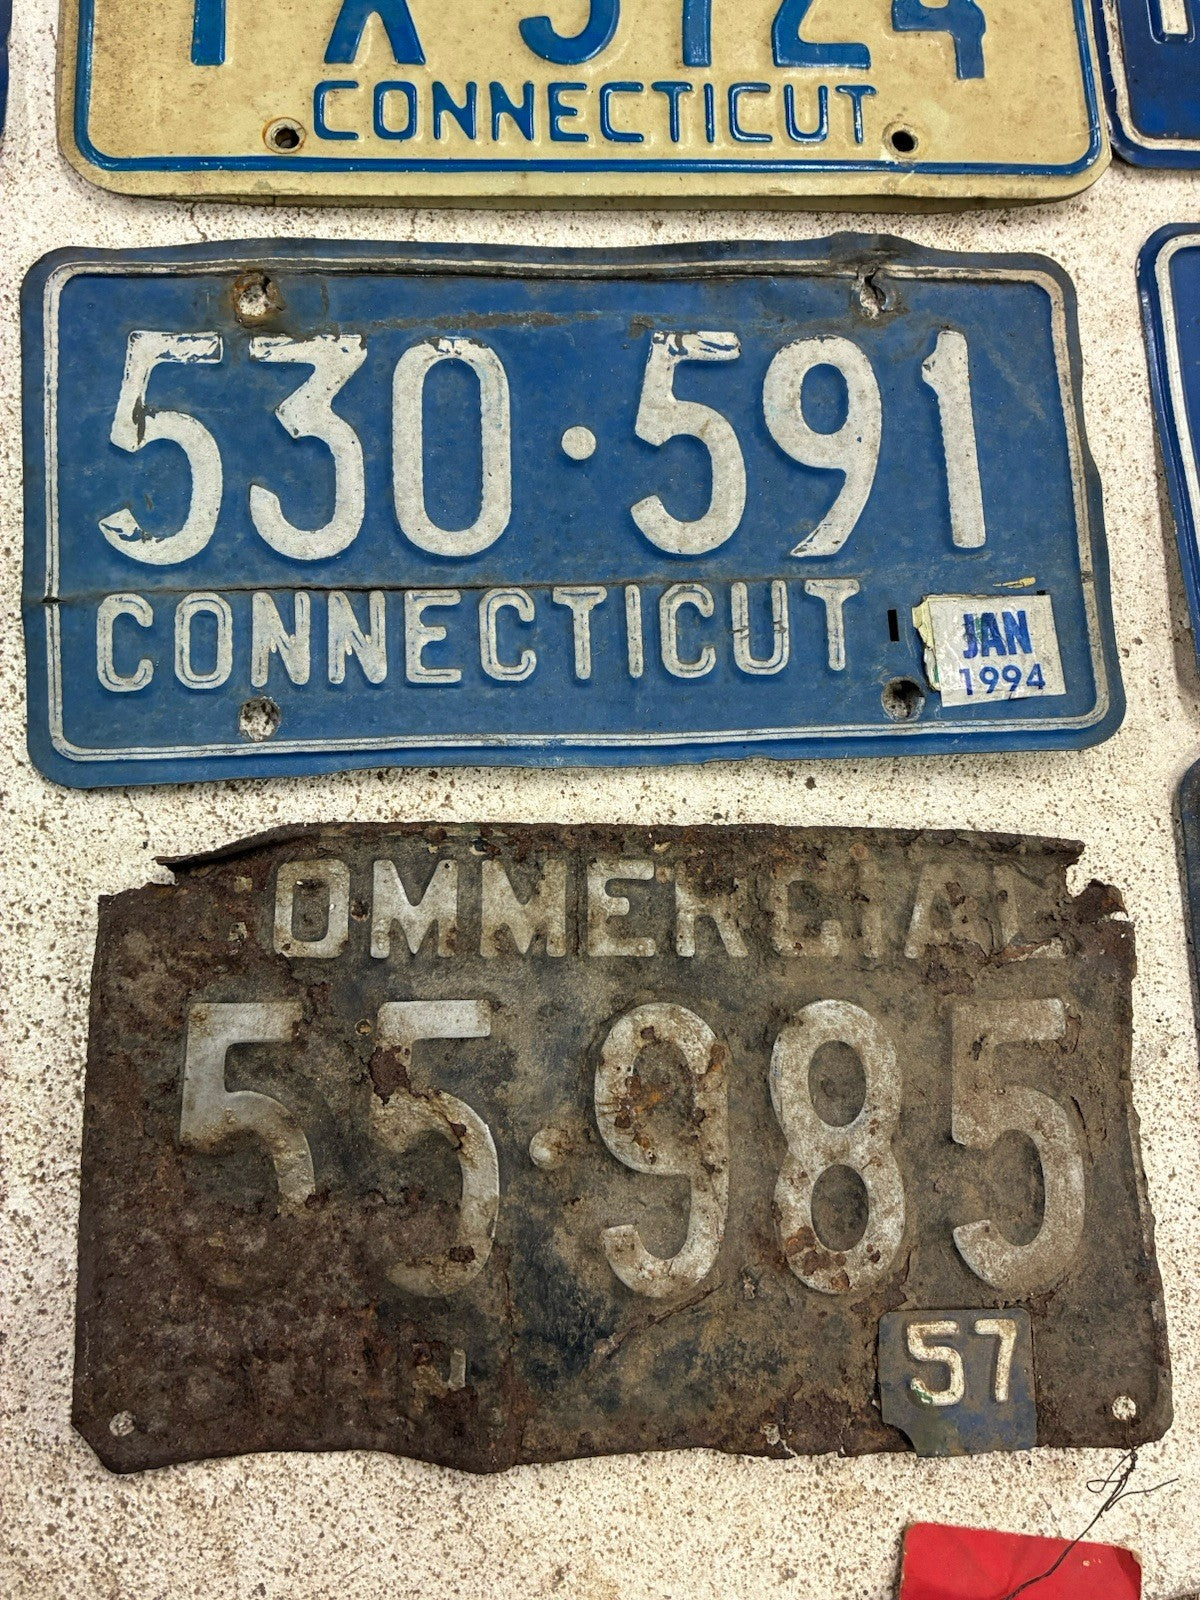 CONNECTICUT
530·591
CONNECTICUT
JAN
1994
OMMERCIAL
55·985
57